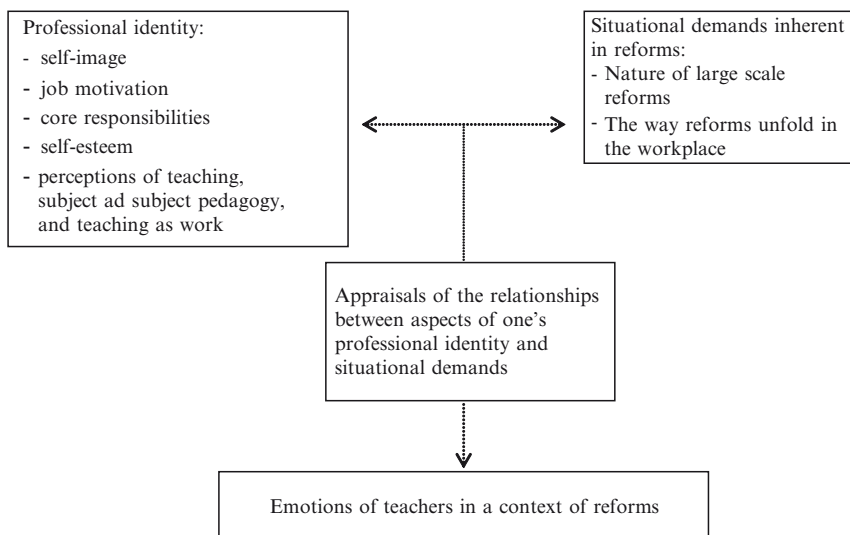 Professional identity:
- self-image
- job motivation
- core responsibilities
- self-esteem
- perceptions of teaching,
subject ad subject pedagogy,
and teaching as work
Situational demands inherent
in reforms:
- Nature of large scale
reforms
- The way reforms unfold in
the workplace
Appraisals of the relationships
between aspects of one's
professional identity and
situational demands
Emotions of teachers in a context of reforms